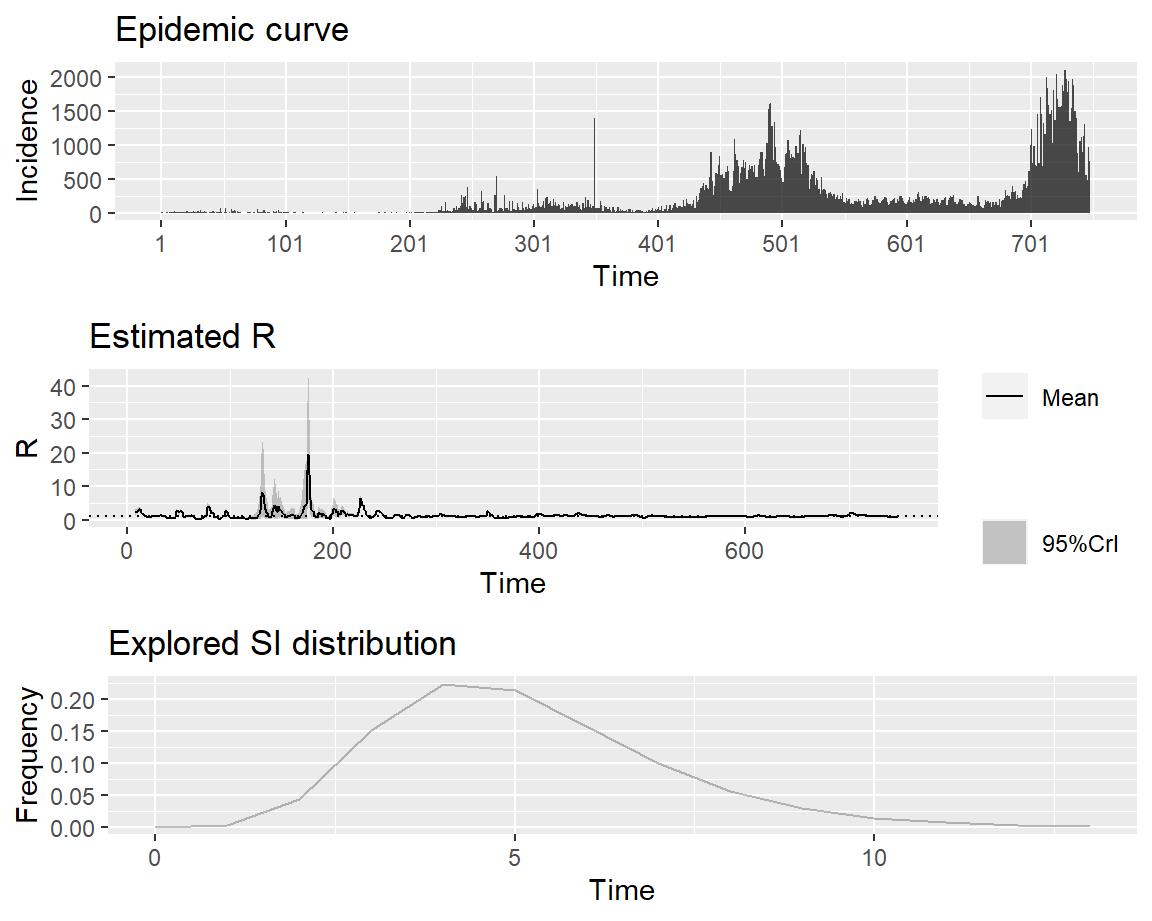 Epidemic curve
Incidence
2000
1500
1000
500
0
1 101 201 301 401 501 601 701
Time
Estimated R
R
40
30
20
10
0
0 200 400 600
Time
Mean
95%CrI
Explored SI distribution
Frequency
0.20
0.15
0.10
0.05
0.00
0 5 10
Time